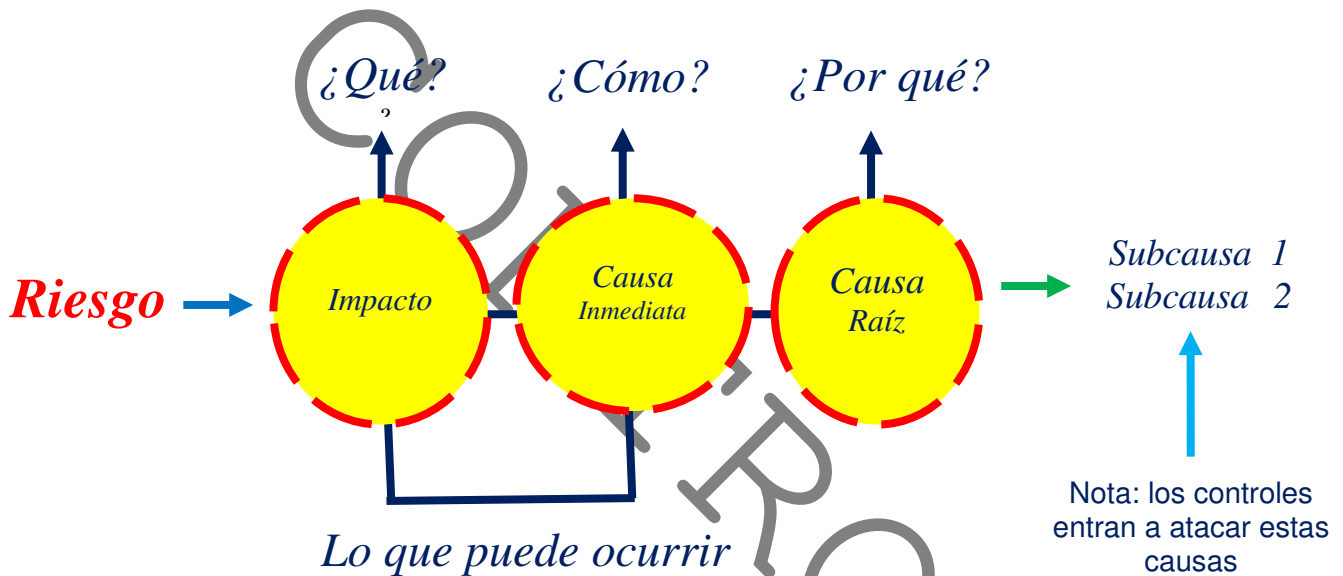 ¿Qué?
?
¿Cómo?
¿Por qué?
Riesgo
Impacto
Causa
Inmediata
Causa
Raíz
Subcausa 1
Subcausa 2
Lo que puede ocurrir
Nota: los controles
entran a atacar estas
causas